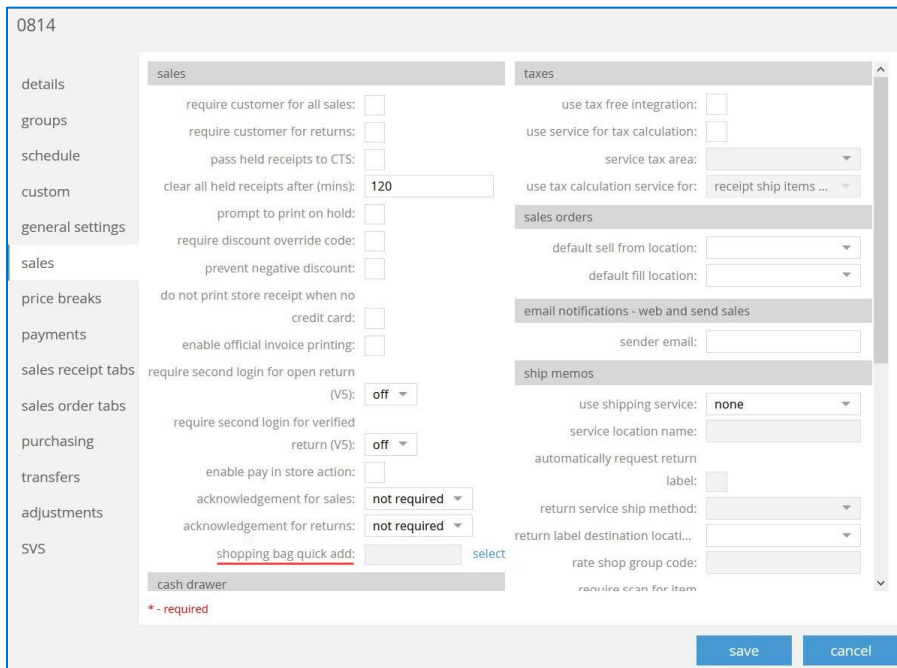 0814
details
groups
schedule
custom
general settings
sales
price breaks
payments
sales receipt tabs
sales order tabs
purchasing
transfers
adjustments
SVS
sales
require customer for all sales:
require customer for returns:
pass held receipts to CTS:
clear all held receipts after (mins): 120
prompt to print on hold:
require discount override code:
prevent negative discount:
do not print store receipt when no
credit card:
enable official invoice printing:
require second login for open return
(V5): off
require second login for verified
return (V5): off
enable pay in store action:
acknowledgement for sales: not required
acknowledgement for returns: not required
shopping bag quick add: select
cash drawer
taxes
use tax free integration:
use service for tax calculation:
service tax area:
use tax calculation service for: receipt ship items ...
sales orders
default sell from location:
default fill location:
email notifications - web and send sales
sender email:
ship memos
use shipping service: none
service location name:
automatically request return
label:
return service ship method:
return label destination locati...
rate shop group code:
require scan for item
* - required
save cancel